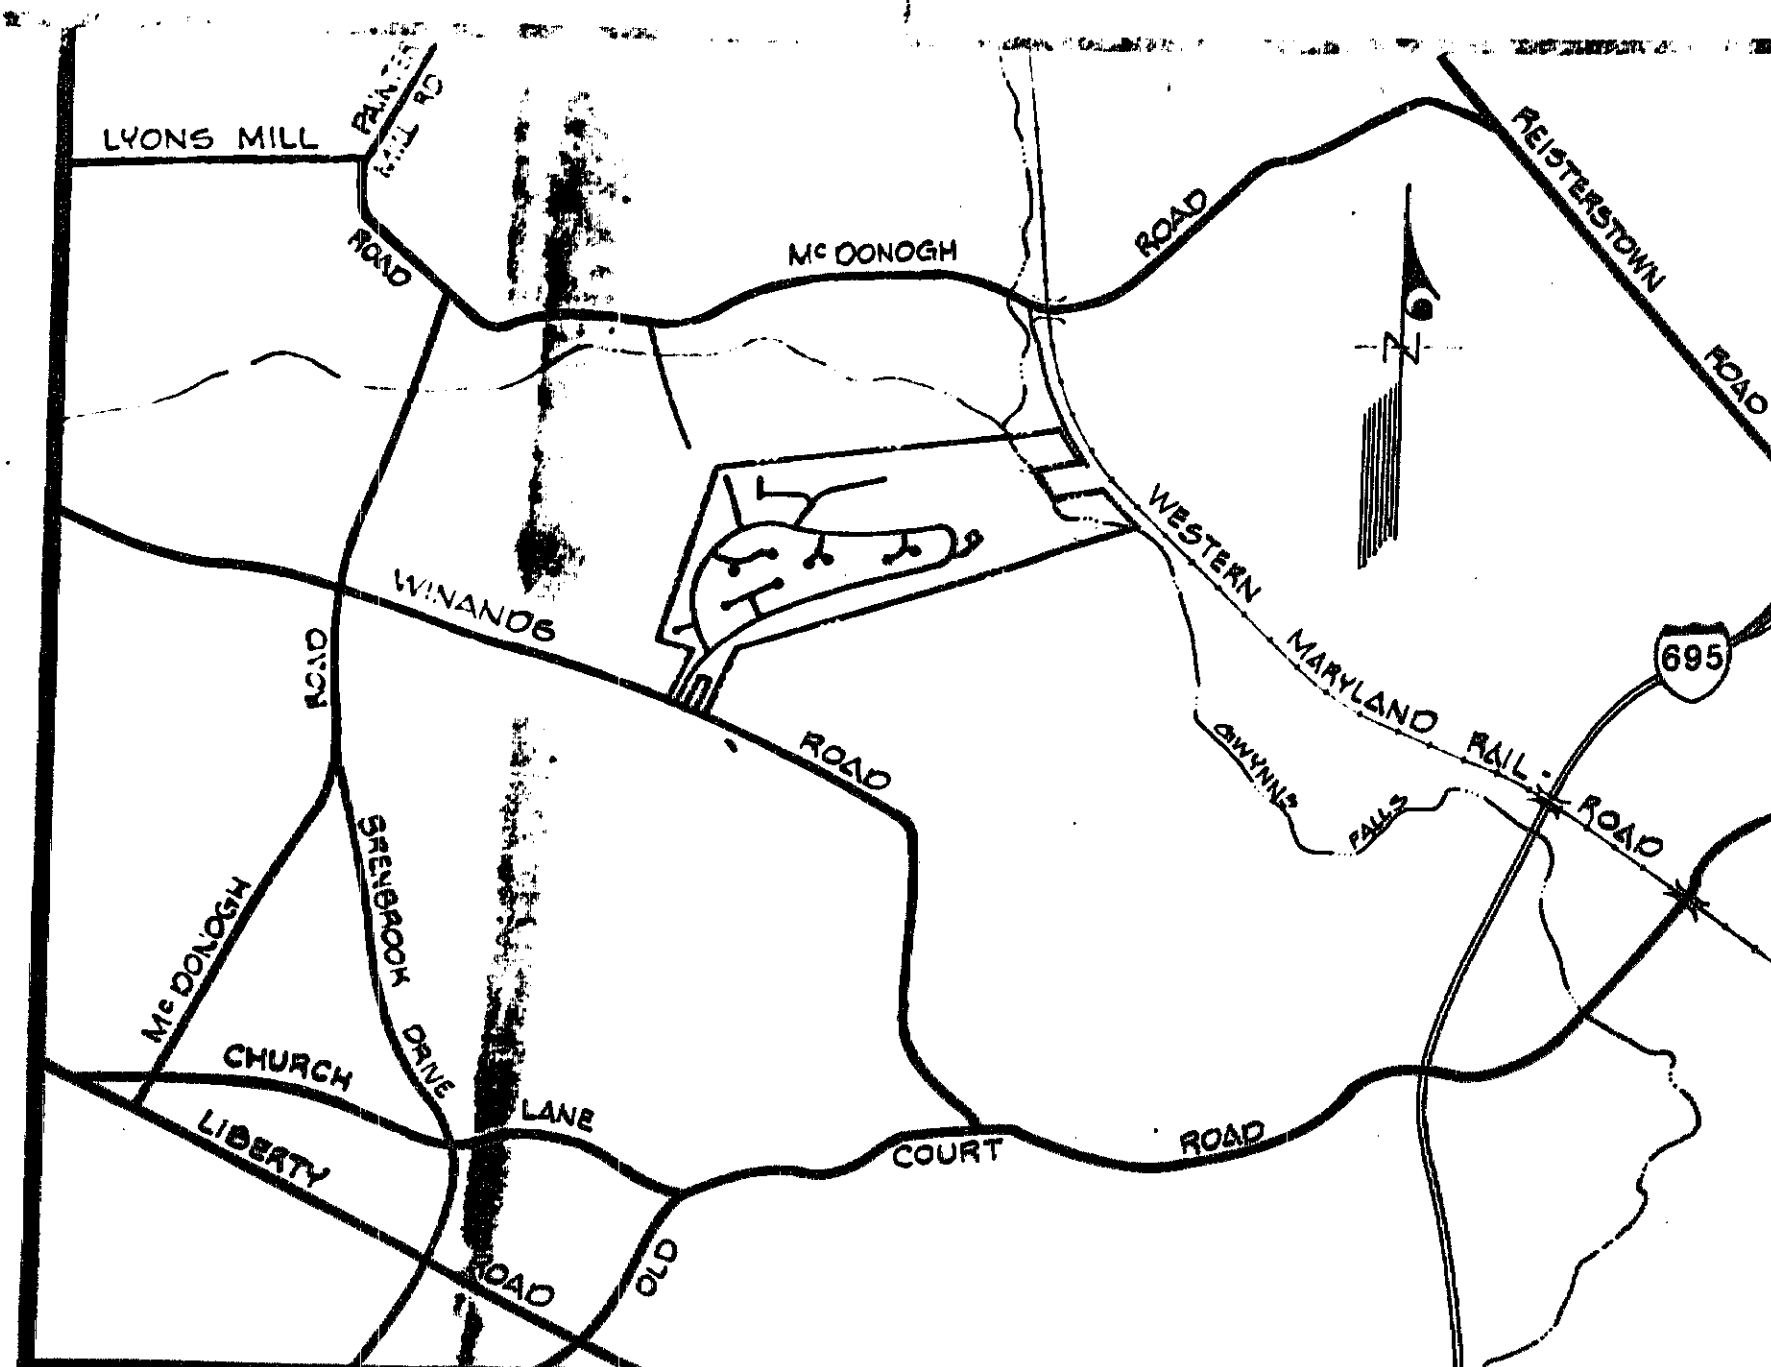 PAINTER
MILL RD
LYONS MILL
ROAD
McDONOGH
ROAD
REISTERSTOWN
ROAD
N
WINANDS
ROAD
ROAD
WESTERN
MARYLAND
RAIL-
ROAD
695
GWYNNS
FALLS
BRENBROOK
DRIVE
McDONOGH
CHURCH
LANE
LIBERTY
ROAD
OLD
COURT
ROAD